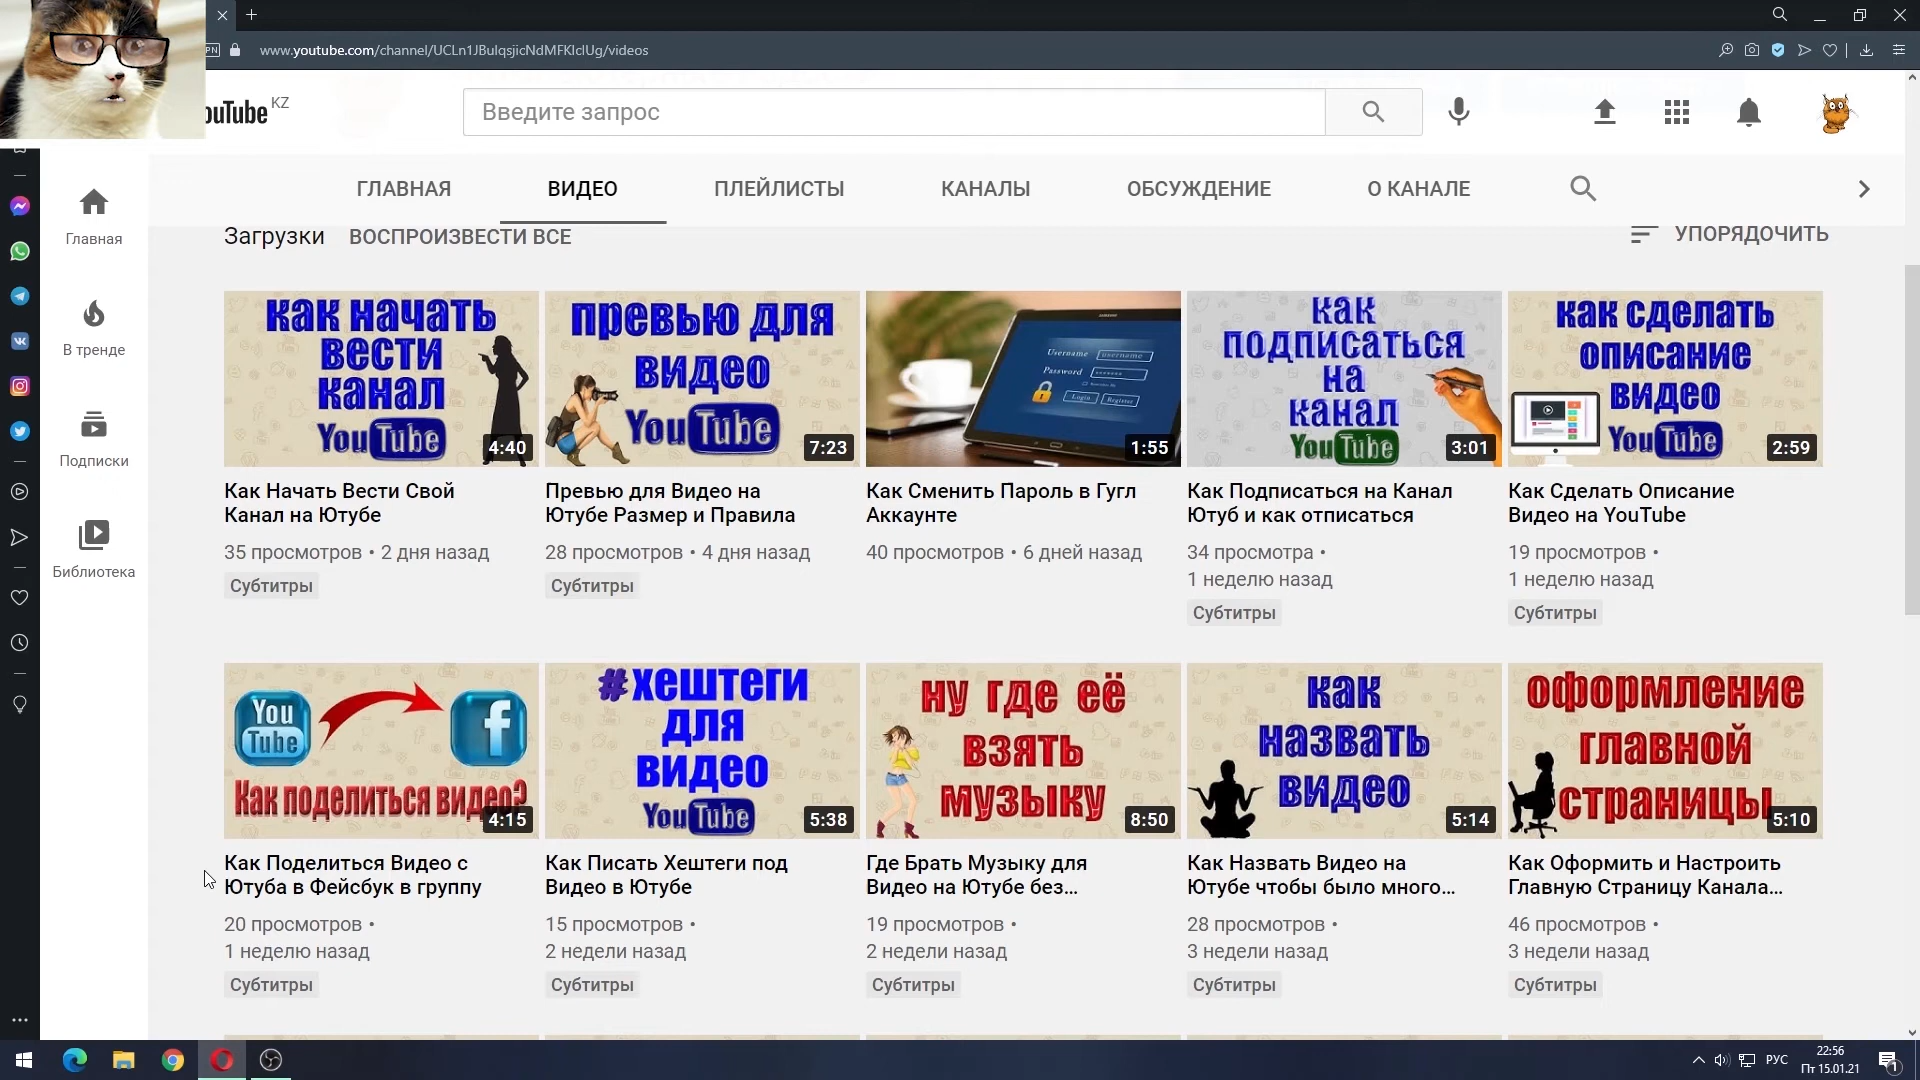 www.youtube.com/channel/UCLn1JBulqsjicNdMFKlclUg/videos
ouTube KZ
Введите запрос
ГЛАВНАЯ ВИДЕО ПЛЕЙЛИСТЫ КАНАЛЫ ОБСУЖДЕНИЕ О КАНАЛЕ
Главная
В тренде
Подписки
Библиотека
Загрузки ВОСПРОИЗВЕСТИ ВСЕ УПОРЯДОЧИТЬ
как начать
вести
канал
YouTube
4:40
Как Начать Вести Свой
Канал на Ютубе
35 просмотров • 2 дня назад
Субтитры
превью для
видео
YouTube
7:23
Превью для Видео на
Ютубе Размер и Правила
28 просмотров • 4 дня назад
Субтитры
Username username
Password
Login Register
1:55
Как Сменить Пароль в Гугл
Аккаунте
40 просмотров • 6 дней назад
как
подписаться
на
канал
YouTube
3:01
Как Подписаться на Канал
Ютуб и как отписаться
34 просмотра •
1 неделю назад
Субтитры
как сделать
описание
видео
YouTube
2:59
Как Сделать Описание
Видео на YouTube
19 просмотров •
1 неделю назад
Субтитры
You
Tube
f
Как поделиться видео?
4:15
Как Поделиться Видео с
Ютуба в Фейсбук в группу
20 просмотров •
1 неделю назад
Субтитры
#хештеги
для
видео
YouTube
5:38
Как Писать Хештеги под
Видео в Ютубе
15 просмотров •
2 недели назад
Субтитры
ну где её
взять
музыку
8:50
Где Брать Музыку для
Видео на Ютубе без...
19 просмотров •
2 недели назад
Субтитры
как
назвать
видео
5:14
Как Назвать Видео на
Ютубе чтобы было много...
28 просмотров •
3 недели назад
Субтитры
оформление
главной
страницы
5:10
Как Оформить и Настроить
Главную Страницу Канала...
46 просмотров •
3 недели назад
Субтитры
РУС
22:56
Пт 15.01.21
1